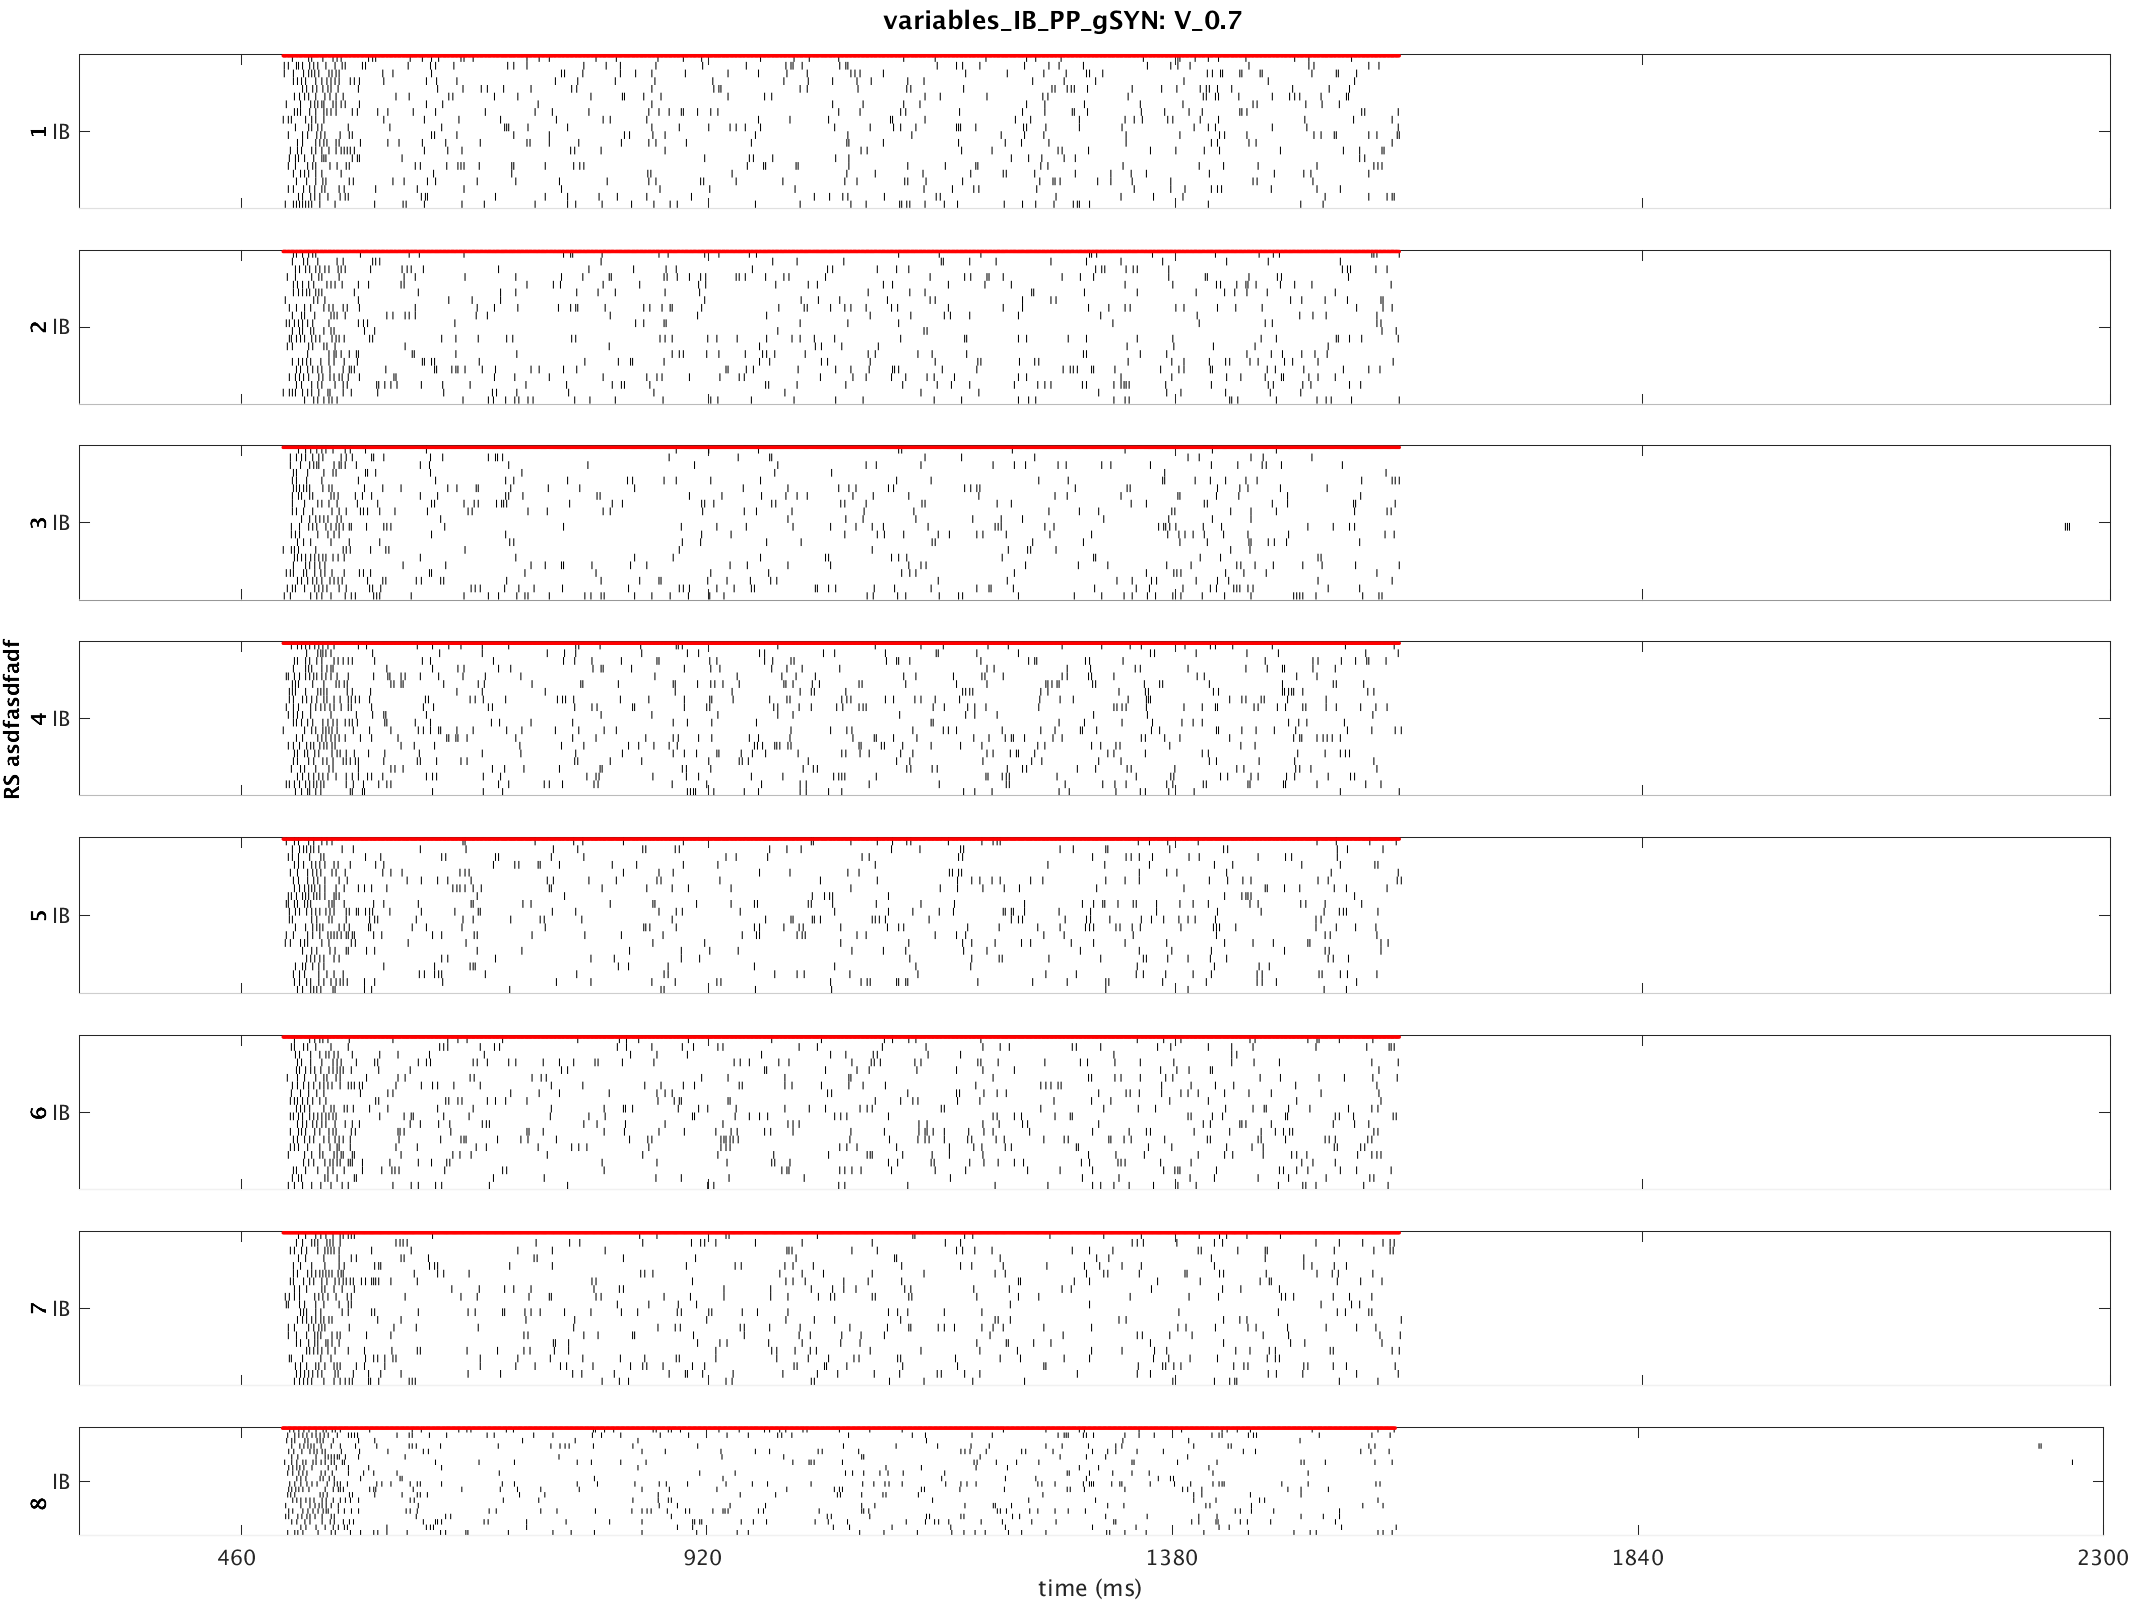 variables_IB_PP_gSYN: V_0.7
RS asdfasdfadf
1 IB
2 IB
3 IB
4 IB
5 IB
6 IB
7 IB
8 IB
460 920 1380 1840 2300
time (ms)